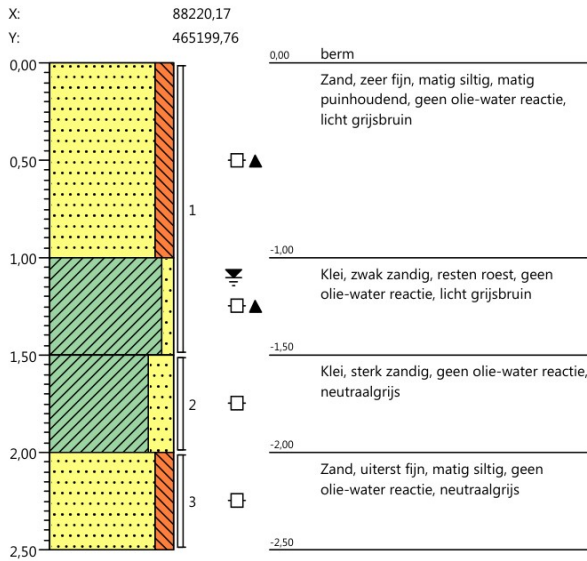 X: 88220,17
Y: 465199,76
0,00 0,00 berm
Zand, zeer fijn, matig siltig, matig
puinhoudend, geen olie-water reactie,
licht grijsbruin
0,50
1
1,00 -1,00
Klei, zwak zandig, resten roest, geen
olie-water reactie, licht grijsbruin
1,50 -1,50
Klei, sterk zandig, geen olie-water reactie,
neutraalgrijs
2
2,00 -2,00
Zand, uiterst fijn, matig siltig, geen
olie-water reactie, neutraalgrijs
3
2,50 -2,50